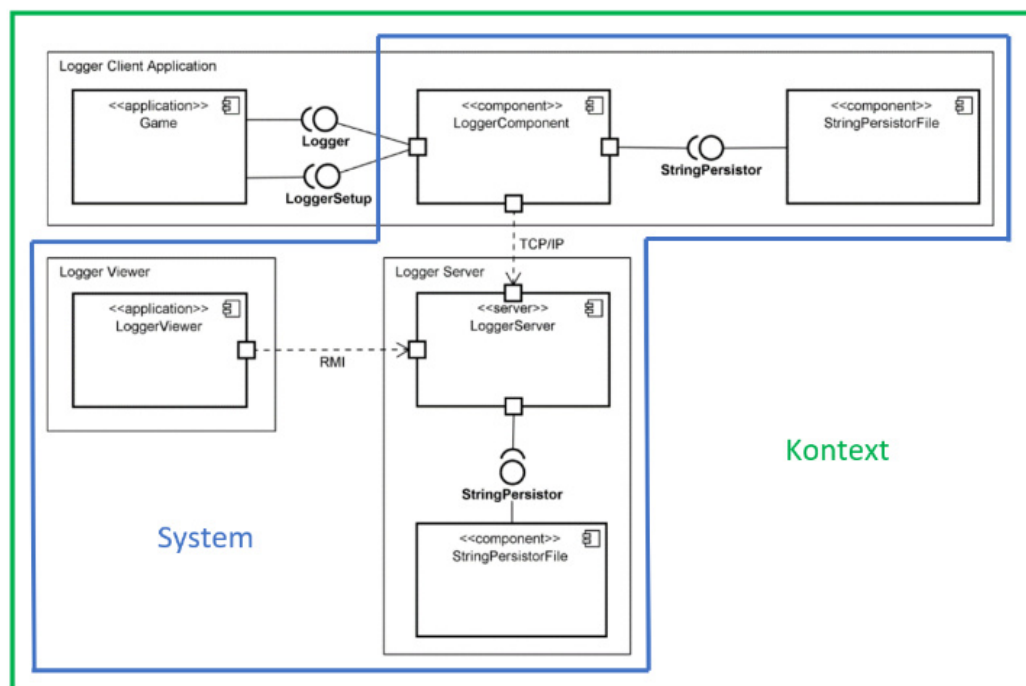 Logger Client Application
<<application>>
Game
Logger
LoggerSetup
<<component>>
LoggerComponent
StringPersistor
<<component>>
StringPersistorFile
TCP/IP
Logger Viewer
<<application>>
LoggerViewer
RMI
Logger Server
<<server>>
LoggerServer
StringPersistor
<<component>>
StringPersistorFile
System
Kontext